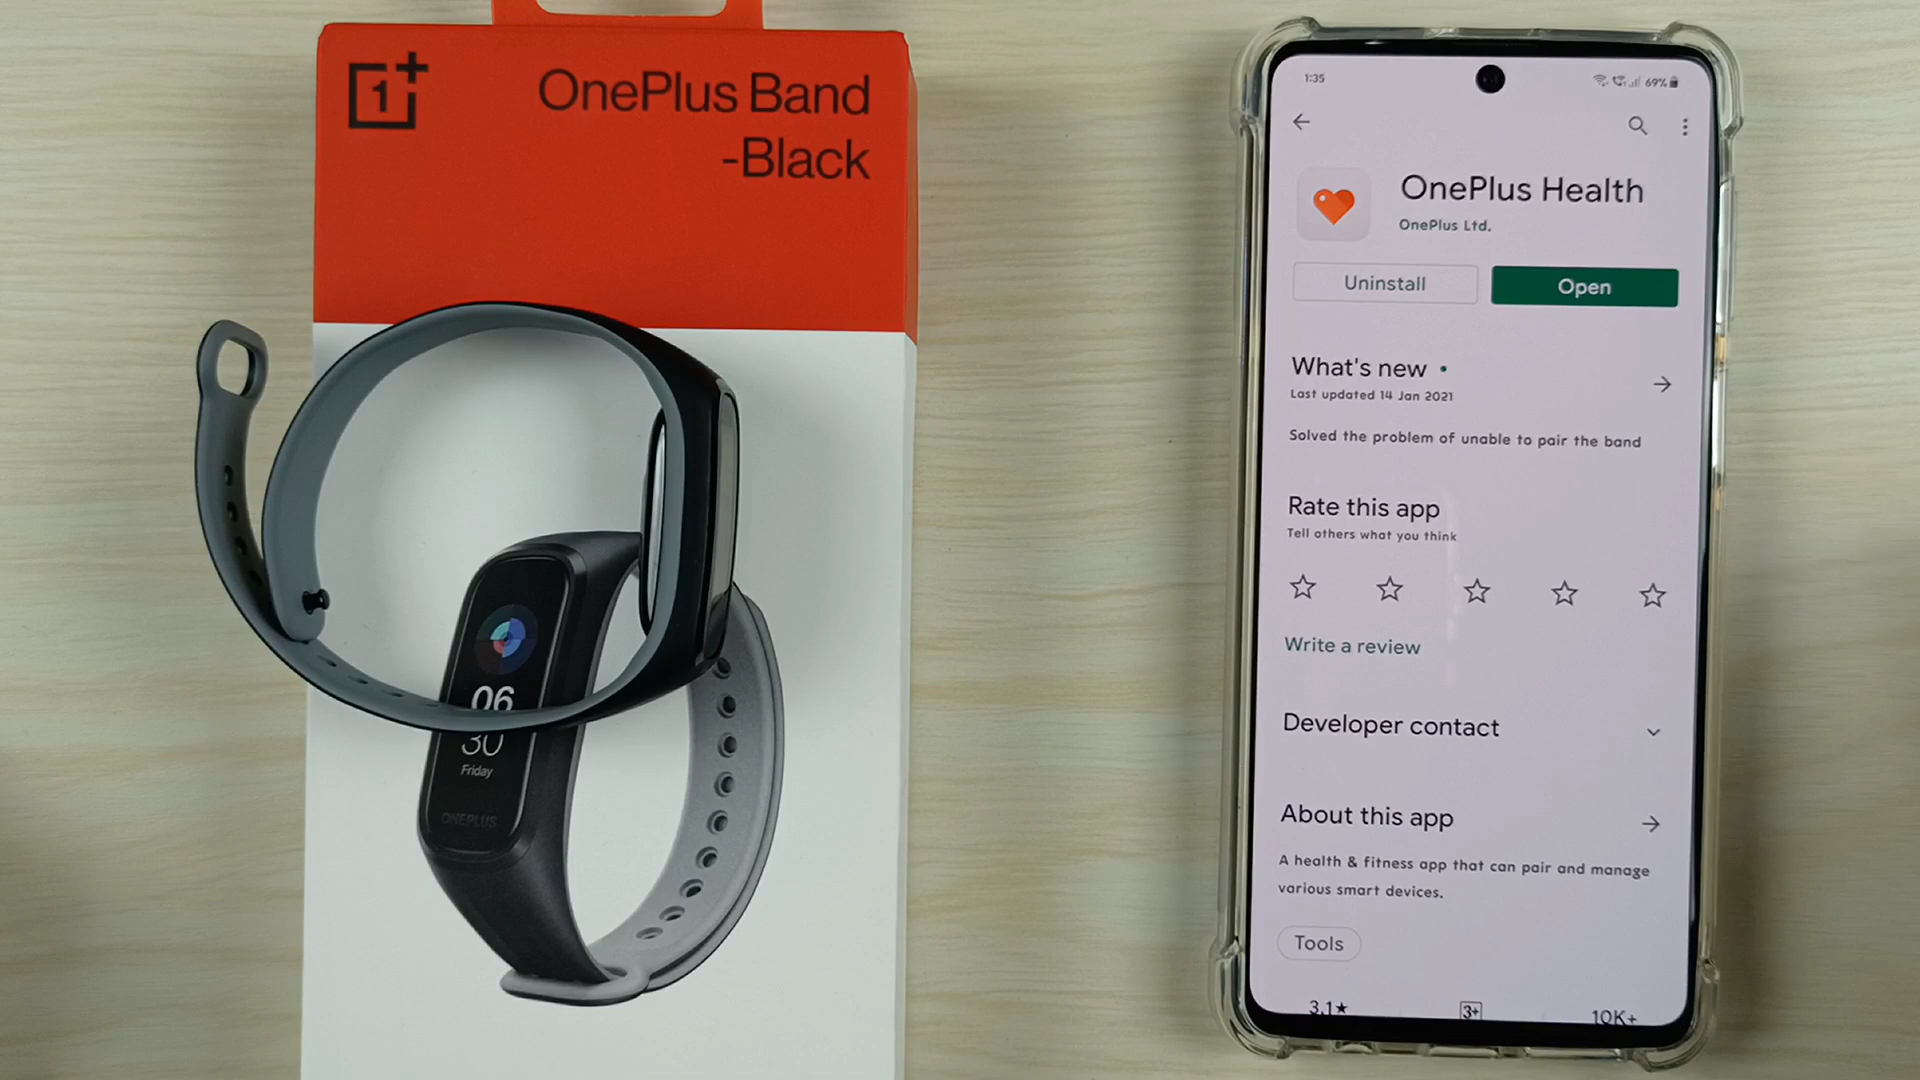 1
OnePlus Band
-Black
06
30
Friday
ONEPLUS
1:35
69%
OnePlus Health
OnePlus Ltd.
Uninstall
Open
What's new •
Last updated 14 Jan 2021
Solved the problem of unable to pair the band
Rate this app
Tell others what you think
Write a review
Developer contact
About this app
A health & fitness app that can pair and manage
various smart devices.
Tools
3.1★
3+
10K+